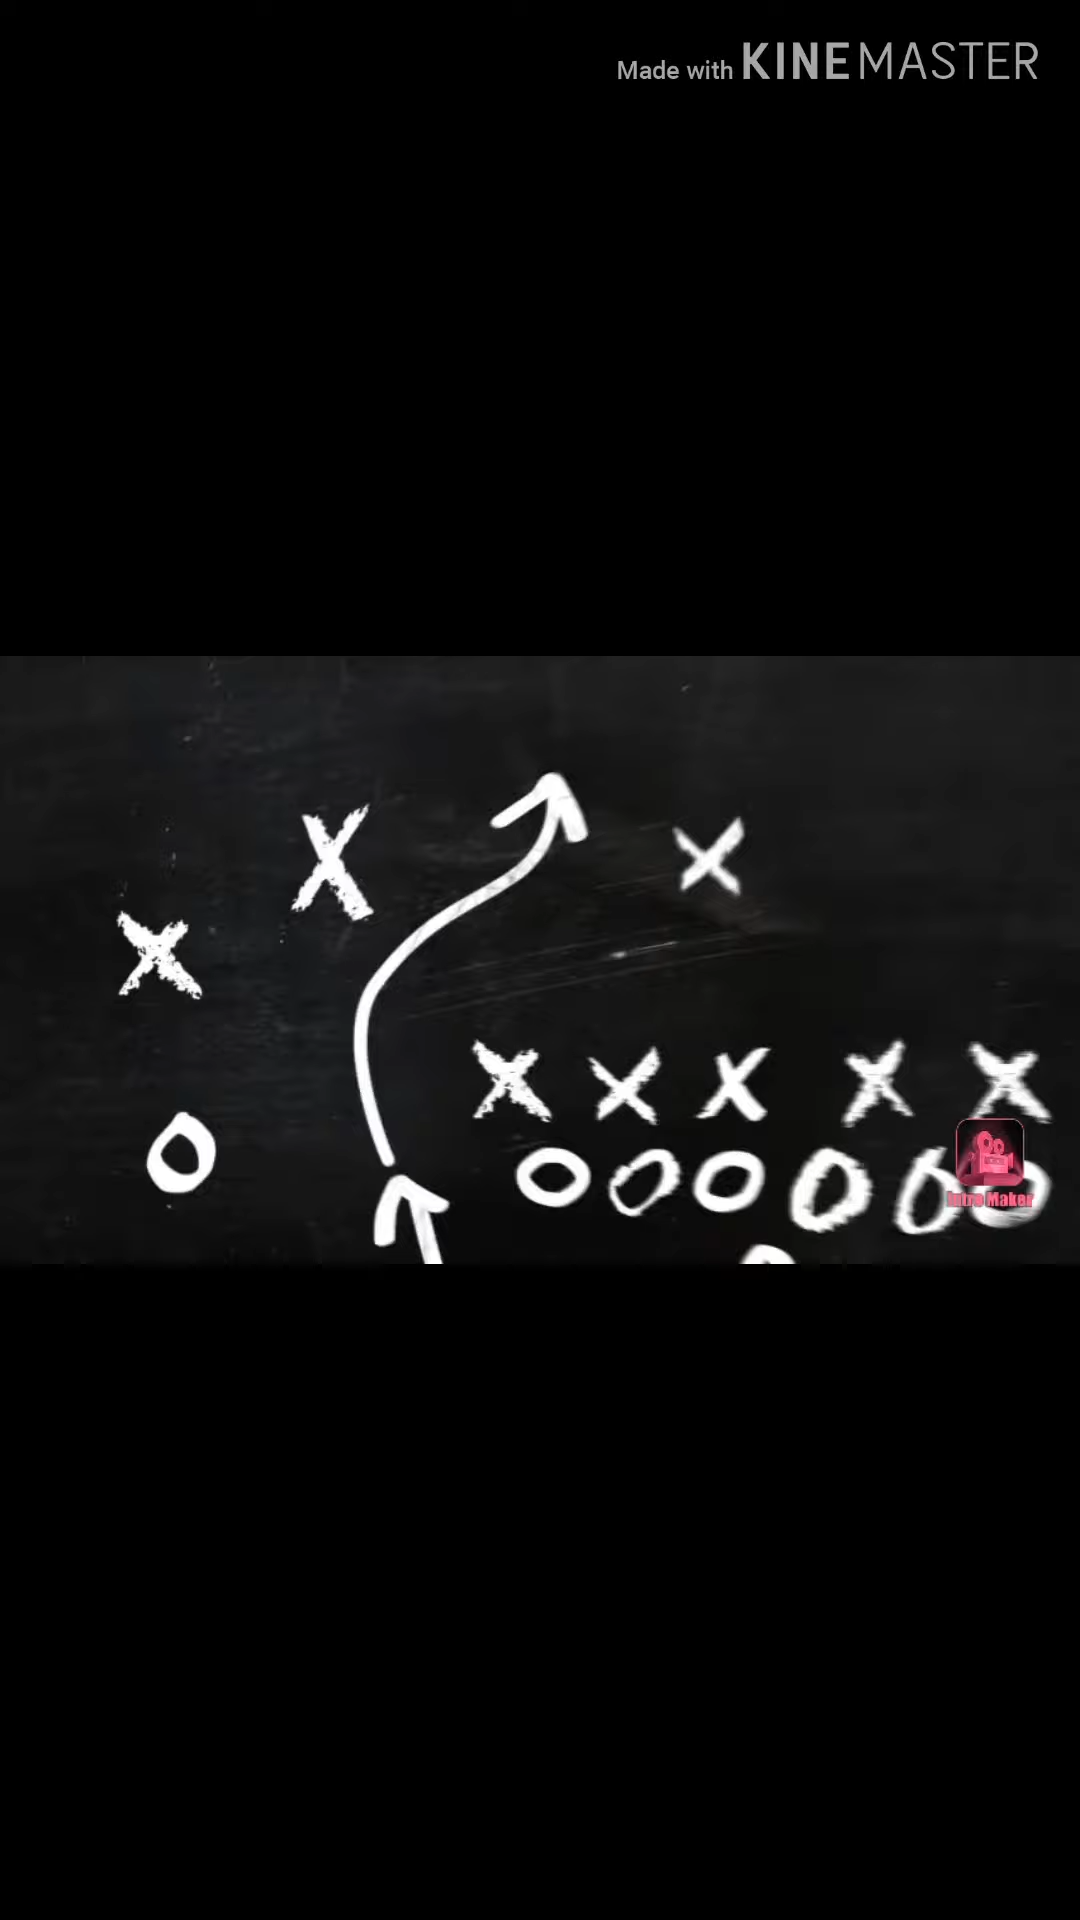 Made with KINEMASTER
X
X
X
X X X X X
O
O O O O O O
Intro Maker